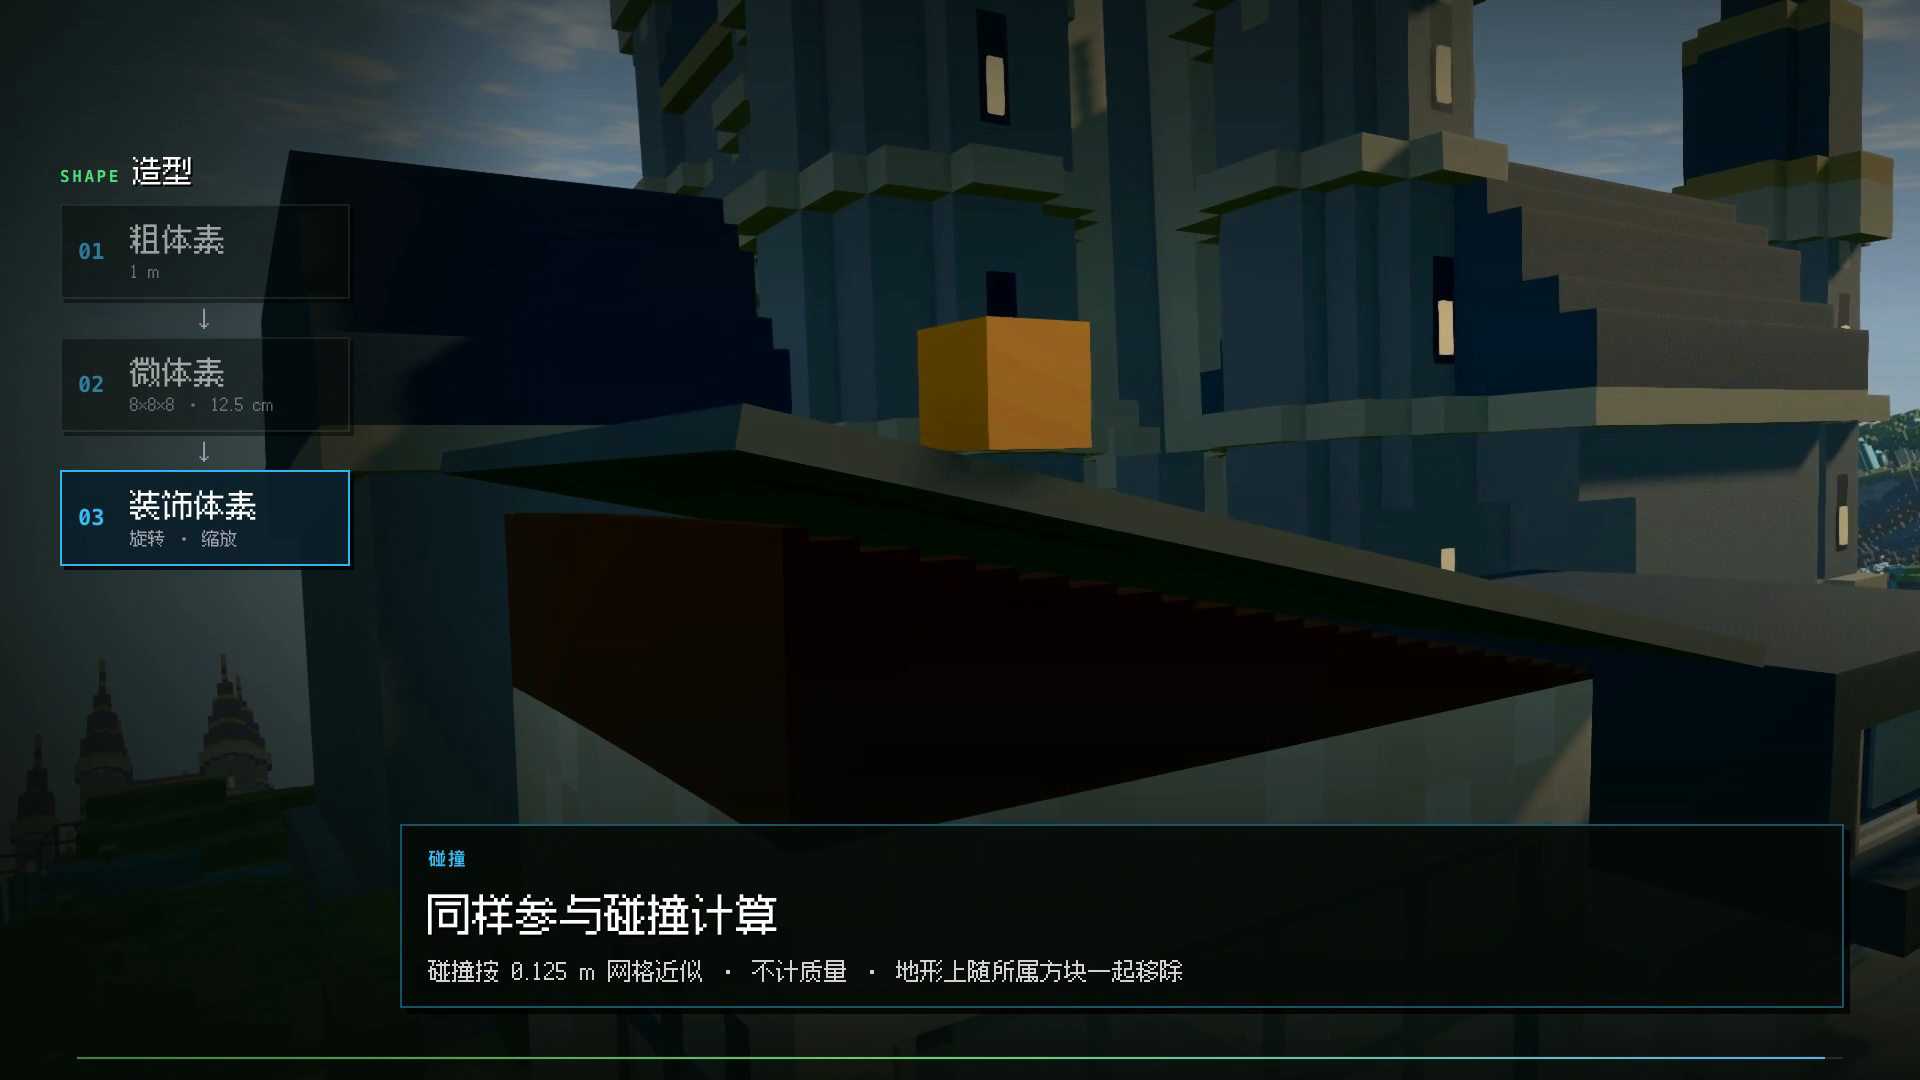 SHAPE 造型
01 粗体素
1 m
↓
02 微体素
8×8×8 · 12.5 cm
↓
03 装饰体素
旋转 · 缩放
碰撞
同样参与碰撞计算
碰撞按 0.125 m 网格近似 · 不计质量 · 地形上随所属方块一起移除